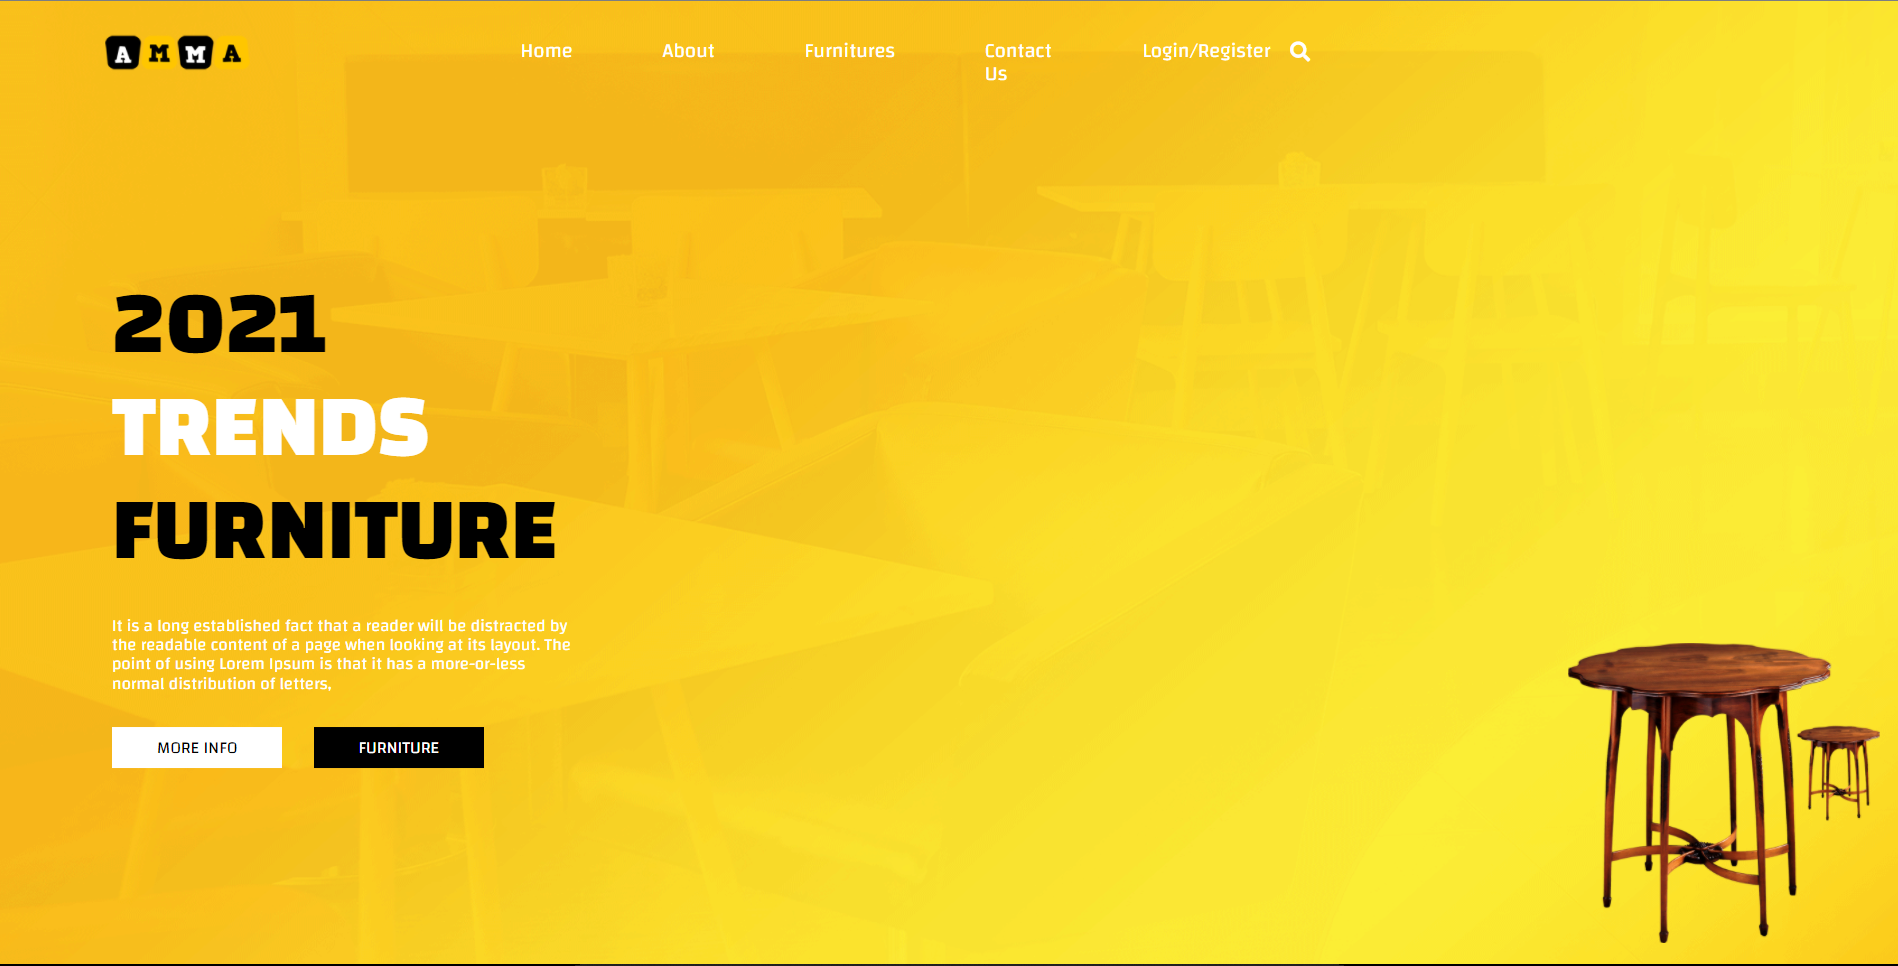 AMMA
Home About Furnitures Contact Us Login/Register
2021
TRENDS
FURNITURE
It is a long established fact that a reader will be distracted by
the readable content of a page when looking at its layout. The
point of using Lorem Ipsum is that it has a more-or-less
normal distribution of letters,
MORE INFO FURNITURE